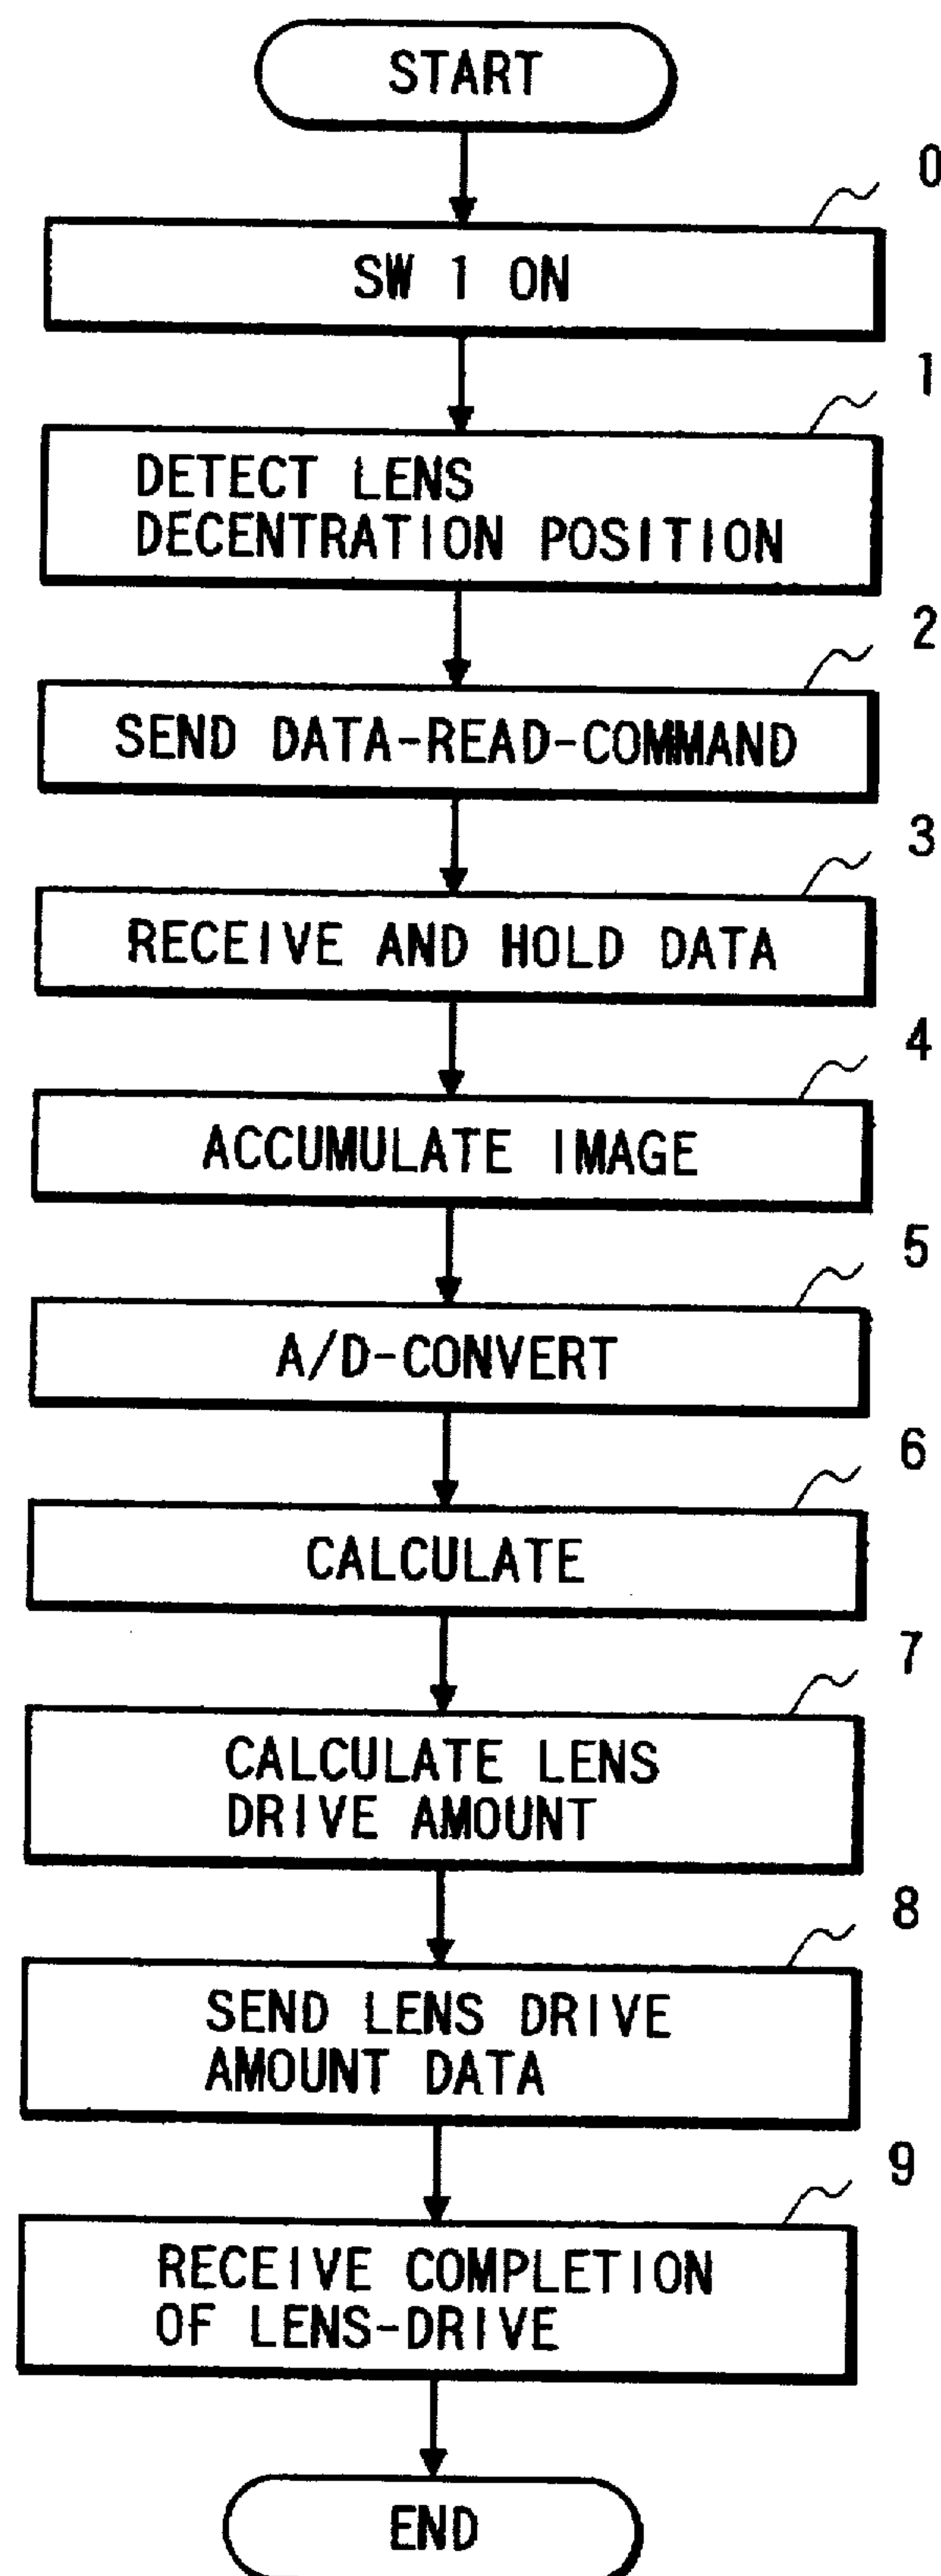 START
0
SW 1 ON
1
DETECT LENS
DECENTRATION POSITION
2
SEND DATA-READ-COMMAND
3
RECEIVE AND HOLD DATA
4
ACCUMULATE IMAGE
5
A/D-CONVERT
6
CALCULATE
7
CALCULATE LENS
DRIVE AMOUNT
8
SEND LENS DRIVE
AMOUNT DATA
9
RECEIVE COMPLETION
OF LENS-DRIVE
END